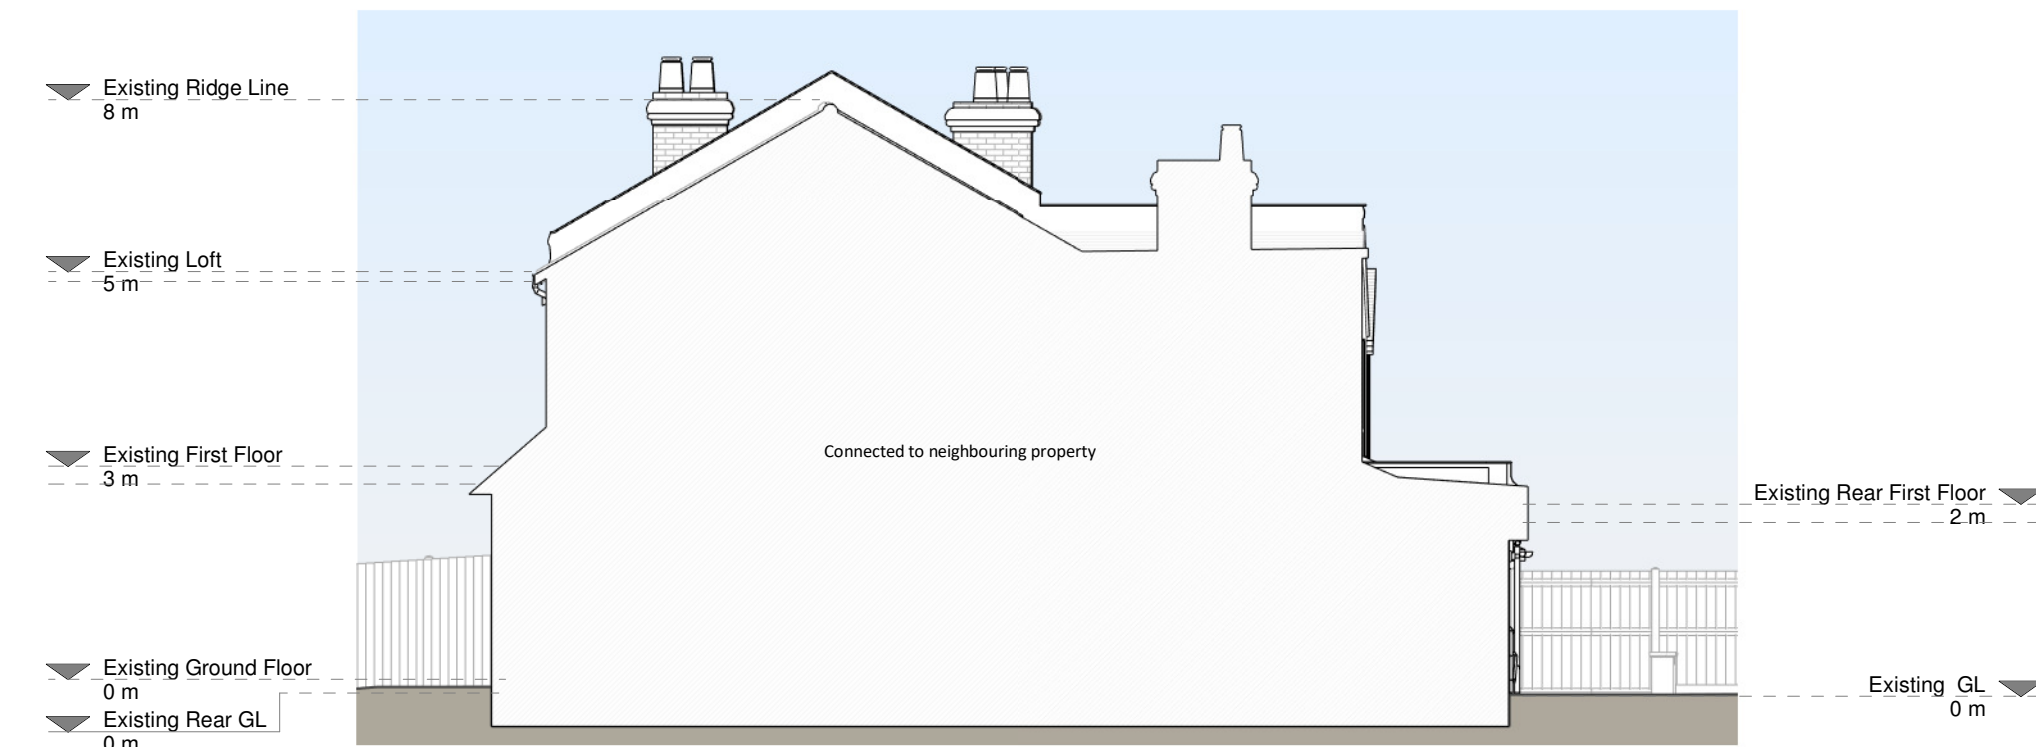 Existing Ridge Line
8 m
Existing Loft
5 m
Existing First Floor
3 m
Connected to neighbouring property
Existing Rear First Floor
2 m
Existing Ground Floor
0 m
Existing GL
0 m
Existing Rear GL
0 m